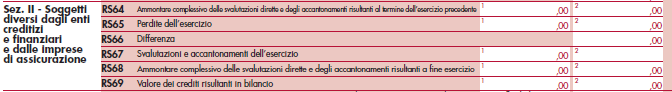 Sez. II - Soggetti
diversi dagli enti
creditizi
e finanziari
e dalle imprese
di assicurazione
RS64 Ammontare complessivo delle svalutazioni dirette e degli accantonamenti risultanti al termine dell'esercizio precedente 1 ,00 2 ,00
RS65 Perdite dell'esercizio 1 ,00 2 ,00
RS66 Differenza ,00
RS67 Svalutazioni e accantonamenti dell'esercizio 1 ,00 2 ,00
RS68 Ammontare complessivo delle svalutazioni dirette e degli accantonamenti risultanti a fine esercizio 1 ,00 2 ,00
RS69 Valore dei crediti risultanti in bilancio 1 ,00 2 ,00